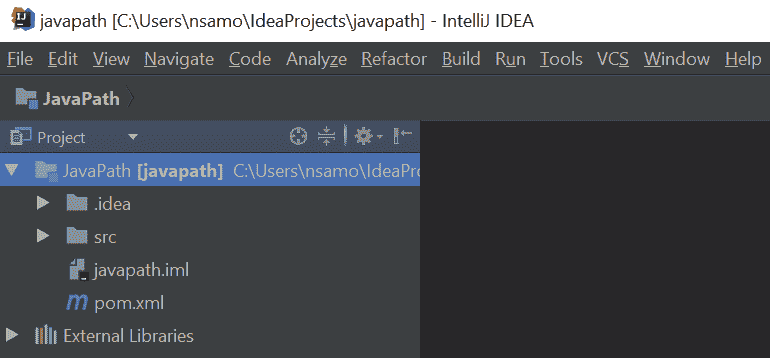 javapath [C:\Users\nsamo\IdeaProjects\javapath] - IntelliJ IDEA
File Edit View Navigate Code Analyze Refactor Build Run Tools VCS Window Help
JavaPath
Project
JavaPath [javapath] C:\Users\nsamo\IdeaPr
.idea
src
javapath.iml
m pom.xml
External Libraries